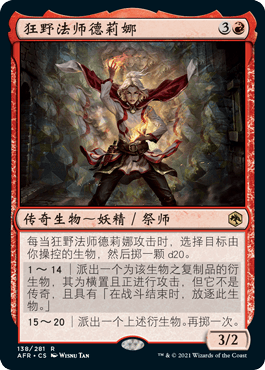 狂野法师德莉娜 3
传奇生物～妖精 / 祭师
每当狂野法师德莉娜攻击时，选择目标由
你操控的生物，然后掷一颗 d20。
1～14｜派出一个为该生物之复制品的衍
生物，其为横置且正进行攻击，但它不是
传奇，且具有「在战斗结束时，放逐此衍
生物。」
15～20｜派出一个上述衍生物。再掷一次。
3/2
138/281 R
AFR • CS WISNU TAN
™ & © 2021 Wizards of the Coast